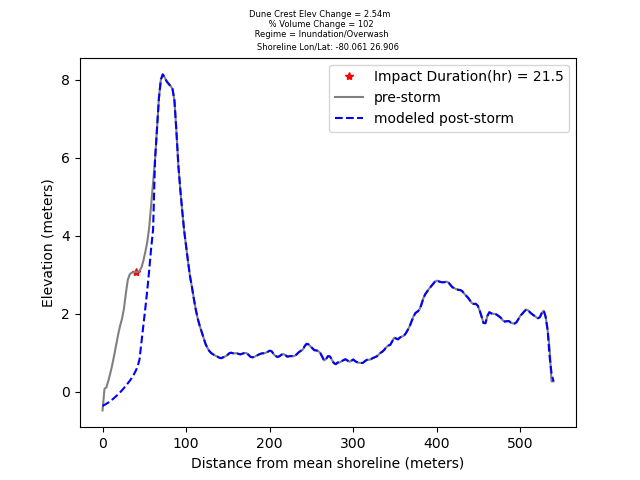 Dune Crest Elev Change = 2.54m
% Volume Change = 102
Regime = Inundation/Overwash
Shoreline Lon/Lat: -80.061 26.906
Impact Duration(hr) = 21.5
pre-storm
modeled post-storm
8
6
4
2
0
Elevation (meters)
0 100 200 300 400 500
Distance from mean shoreline (meters)